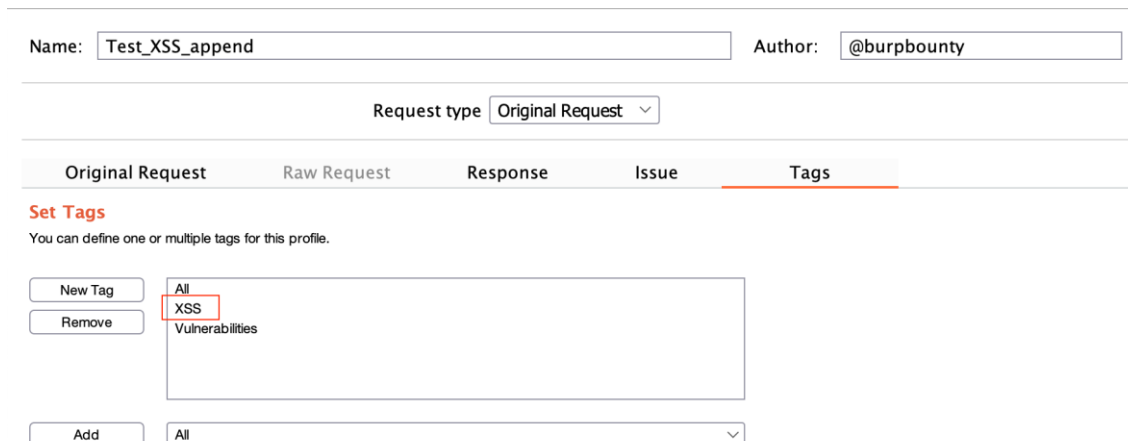 Name: Test_XSS_append Author: @burpbounty
Request type Original Request
Original Request Raw Request Response Issue Tags
Set Tags
You can define one or multiple tags for this profile.
New Tag All
XSS
Remove
Vulnerabilities
Add All